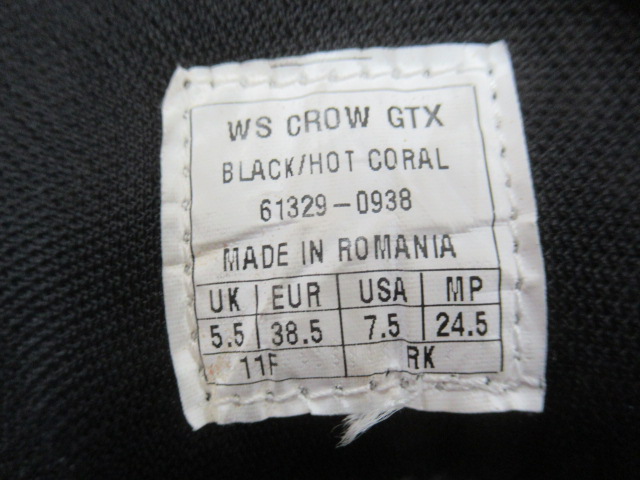 WS CROW GTX
BLACK/HOT CORAL
61329-0938
MADE IN ROMANIA
UK EUR USA MP
5.5 38.5 7.5 24.5
11F RK